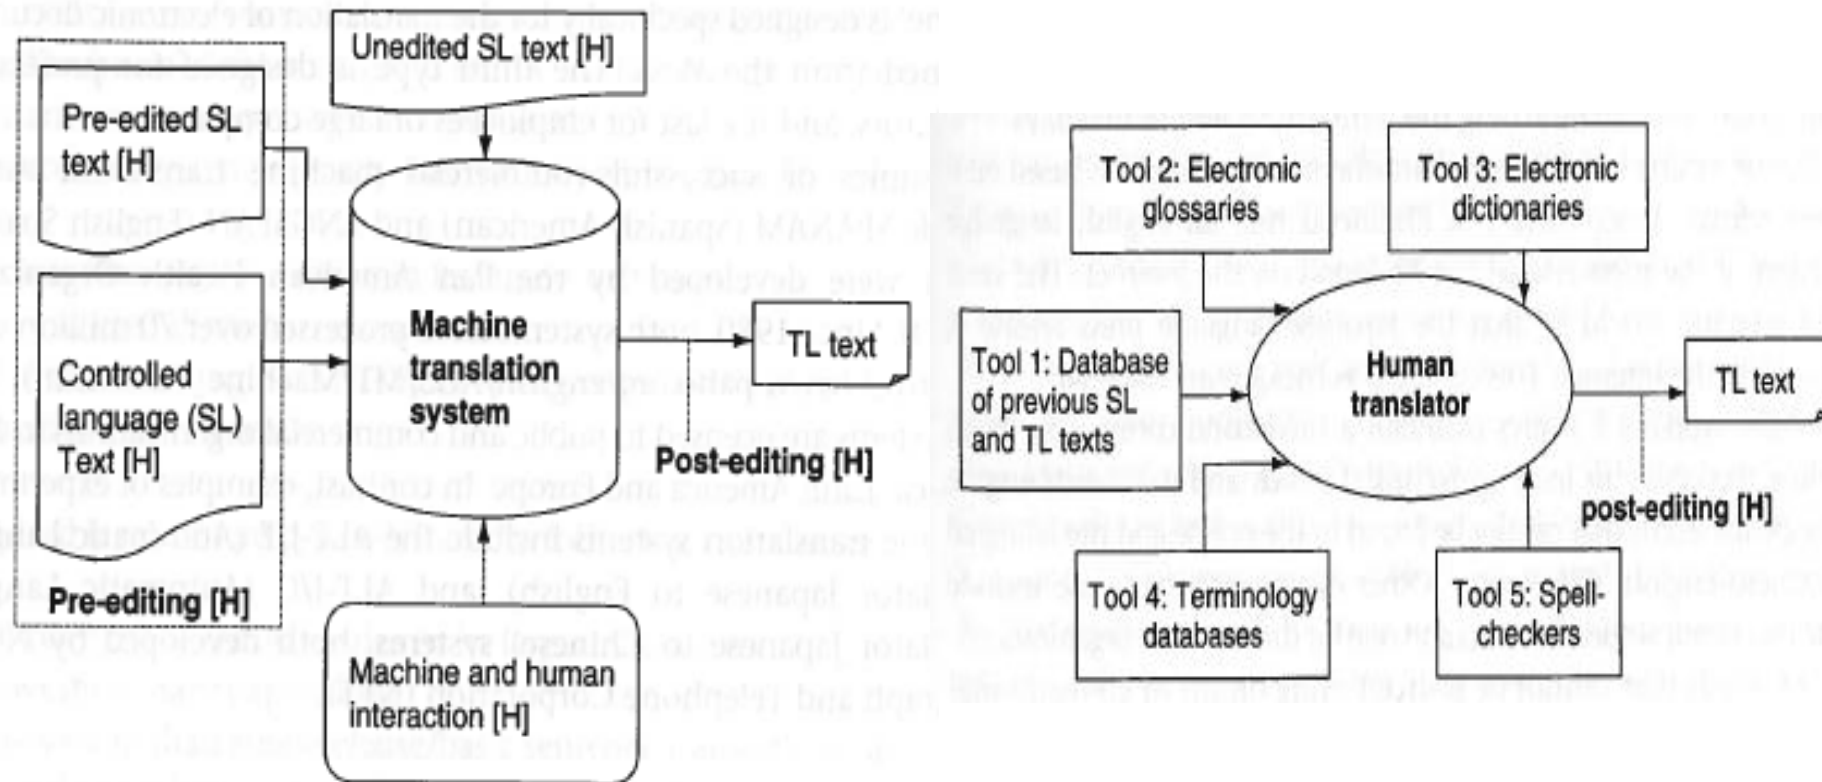 Unedited SL text [H]
Pre-edited SL
text [H]
Controlled
language (SL)
Text [H]
Pre-editing [H]
Machine
translation
system
TL text
Post-editing [H]
Machine and human
interaction [H]
Tool 2: Electronic
glossaries
Tool 3: Electronic
dictionaries
Tool 1: Database
of previous SL
and TL texts
Human
translator
TL text
post-editing [H]
Tool 4: Terminology
databases
Tool 5: Spell-
checkers